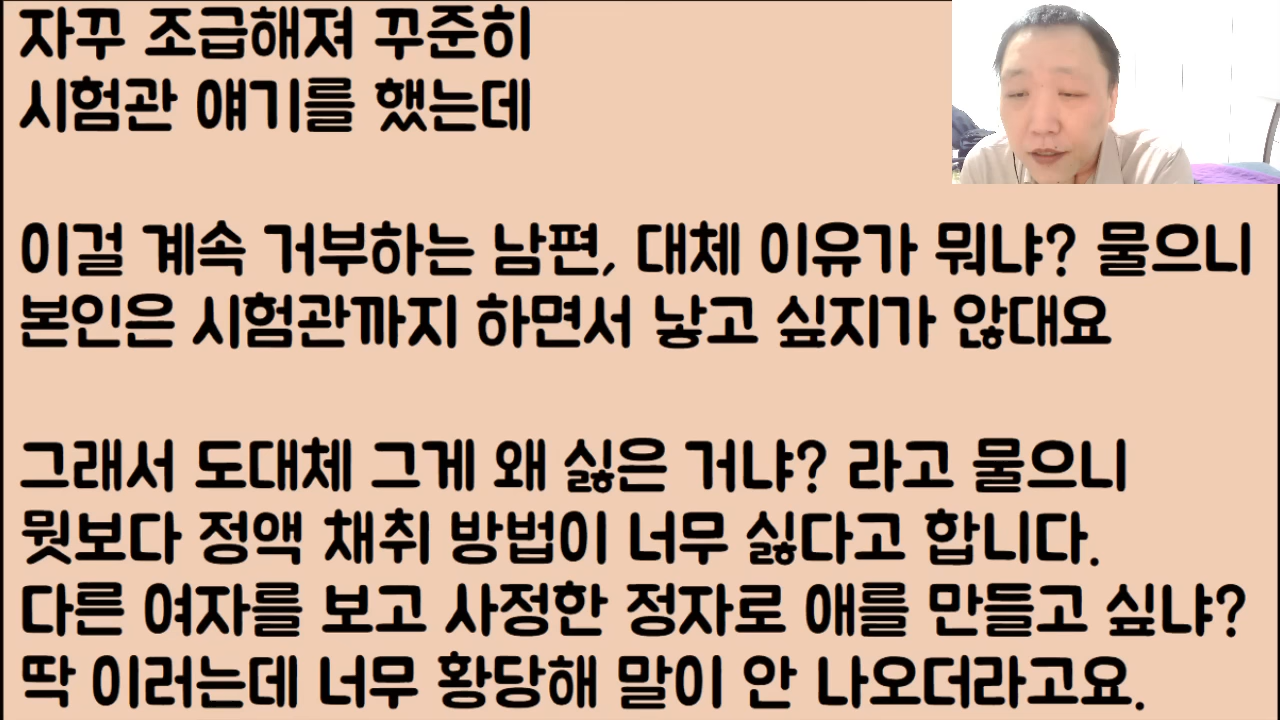 자꾸 조급해져 꾸준히
시험관 얘기를 했는데
이걸 계속 거부하는 남편, 대체 이유가 뭐냐? 물으니
본인은 시험관까지 하면서 낳고 싶지가 않대요
그래서 도대체 그게 왜 싫은 거냐? 라고 물으니
뭣보다 정액 채취 방법이 너무 싫다고 합니다.
다른 여자를 보고 사정한 정자로 애를 만들고 싶냐?
딱 이러는데 너무 황당해 말이 안 나오더라고요.